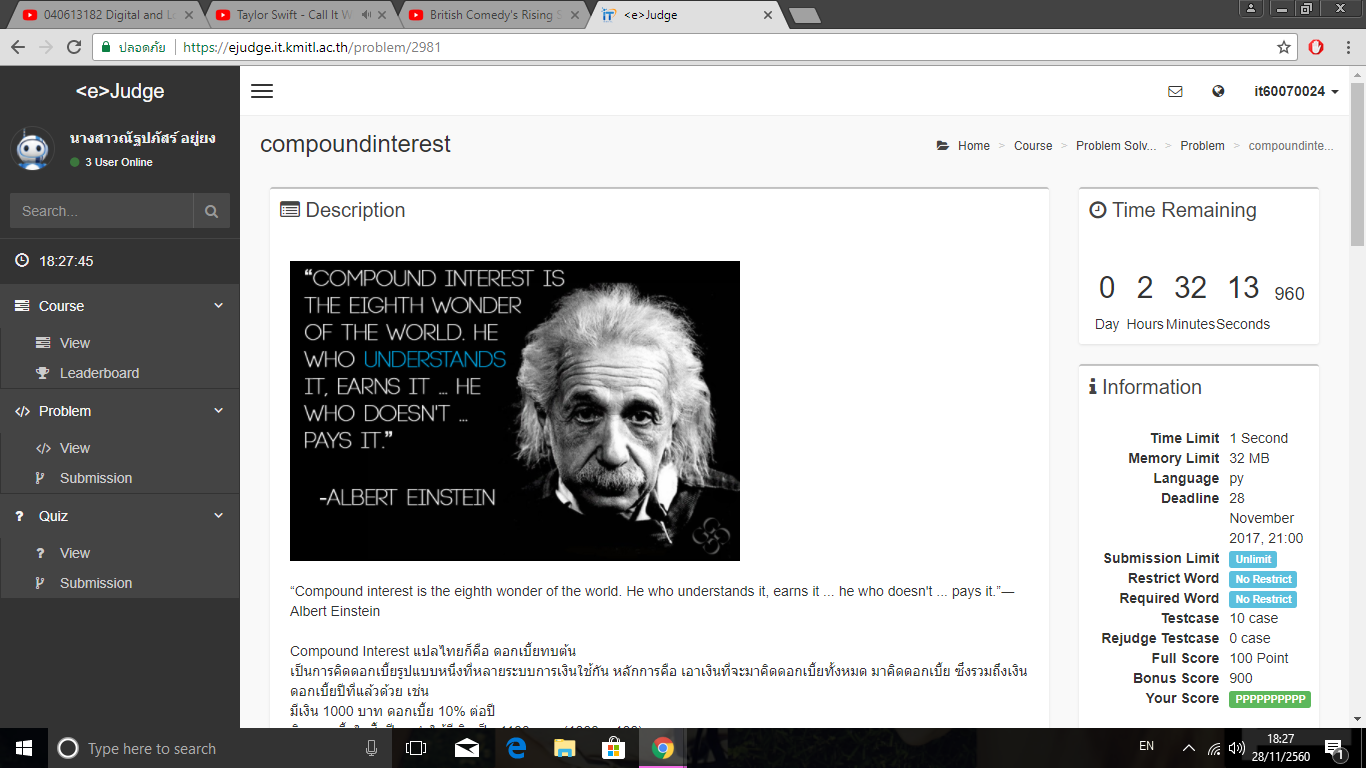 040613182 Digital and L
Taylor Swift - Call It W
British Comedy's Rising S
<e>Judge
ปลอดภัย
https://ejudge.it.kmitl.ac.th/problem/2981
<e>Judge
it60070024
นางสาวณัฐปภัสร์ อยู่ยง
3 User Online
compoundinterest
Home > Course > Problem Solv... > Problem > compoundinte...
Search...
Description
Time Remaining
18:27:45
Course
View
Leaderboard
Problem
View
Submission
Quiz
View
Submission
“COMPOUND INTEREST IS
THE EIGHTH WONDER
OF THE WORLD. HE
WHO UNDERSTANDS
IT, EARNS IT ... HE
WHO DOESN'T ...
PAYS IT.”
-ALBERT EINSTEIN
“Compound interest is the eighth wonder of the world. He who understands it, earns it ... he who doesn't ... pays it.”―
Albert Einstein
Compound Interest แปลไทยก็คือ ดอกเบี้ยทบต้น
เป็นการคิดดอกเบี้ยรูปแบบหนึ่งที่หลายระบบการเงินใช้กัน หลักการคือ เอาเงินที่จะมาคิดดอกเบี้ยทั้งหมด มาคิดดอกเบี้ย ซึ่งรวมถึงเงิน
ดอกเบี้ยปีที่แล้วด้วย เช่น
มีเงิน 1000 บาท ดอกเบี้ย 10% ต่อปี
0 2 32 13 960
Day Hours Minutes Seconds
Information
Time Limit 1 Second
Memory Limit 32 MB
Language py
Deadline 28
November
2017, 21:00
Submission Limit Unlimit
Restrict Word No Restrict
Required Word No Restrict
Testcase 10 case
Rejudge Testcase 0 case
Full Score 100 Point
Bonus Score 900
Your Score PPPPPPPPPP
Type here to search
EN
18:27
28/11/2560
1